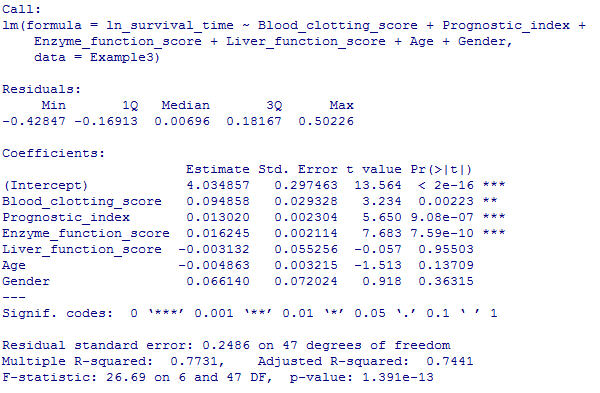 Call:
lm(formula = ln_survival_time ~ Blood_clotting_score + Prognostic_index +
    Enzyme_function_score + Liver_function_score + Age + Gender,
    data = Example3)

Residuals:
     Min       1Q   Median       3Q      Max
-0.42847 -0.16913  0.00696  0.18167  0.50226

Coefficients:
                       Estimate Std. Error t value Pr(>|t|)
(Intercept)            4.034857   0.297463  13.564  < 2e-16 ***
Blood_clotting_score   0.094858   0.029328   3.234  0.00223 **
Prognostic_index       0.013020   0.002304   5.650 9.08e-07 ***
Enzyme_function_score  0.016245   0.002114   7.683 7.59e-10 ***
Liver_function_score  -0.003132   0.055256  -0.057  0.95503
Age                   -0.004863   0.003215  -1.513  0.13709
Gender                 0.066140   0.072024   0.918  0.36315
---
Signif. codes:  0 ‘***’ 0.001 ‘**’ 0.01 ‘*’ 0.05 ‘.’ 0.1 ‘ ’ 1

Residual standard error: 0.2486 on 47 degrees of freedom
Multiple R-squared:  0.7731,    Adjusted R-squared:  0.7441
F-statistic: 26.69 on 6 and 47 DF,  p-value: 1.391e-13